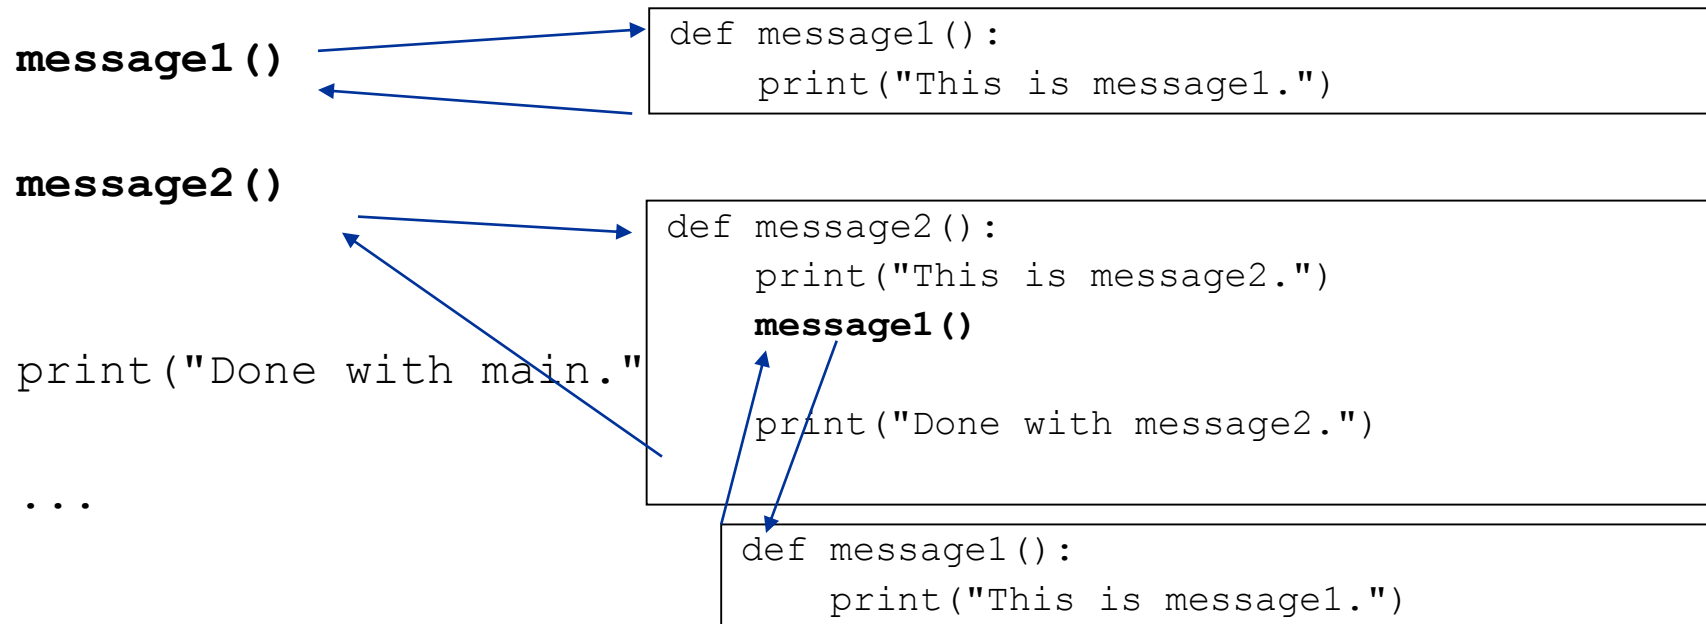 message1()
message2()
print("Done with main."
...
def message1():
    print("This is message1.")
def message2():
    print("This is message2.")
    message1()
    print("Done with message2.")
def message1():
    print("This is message1.")